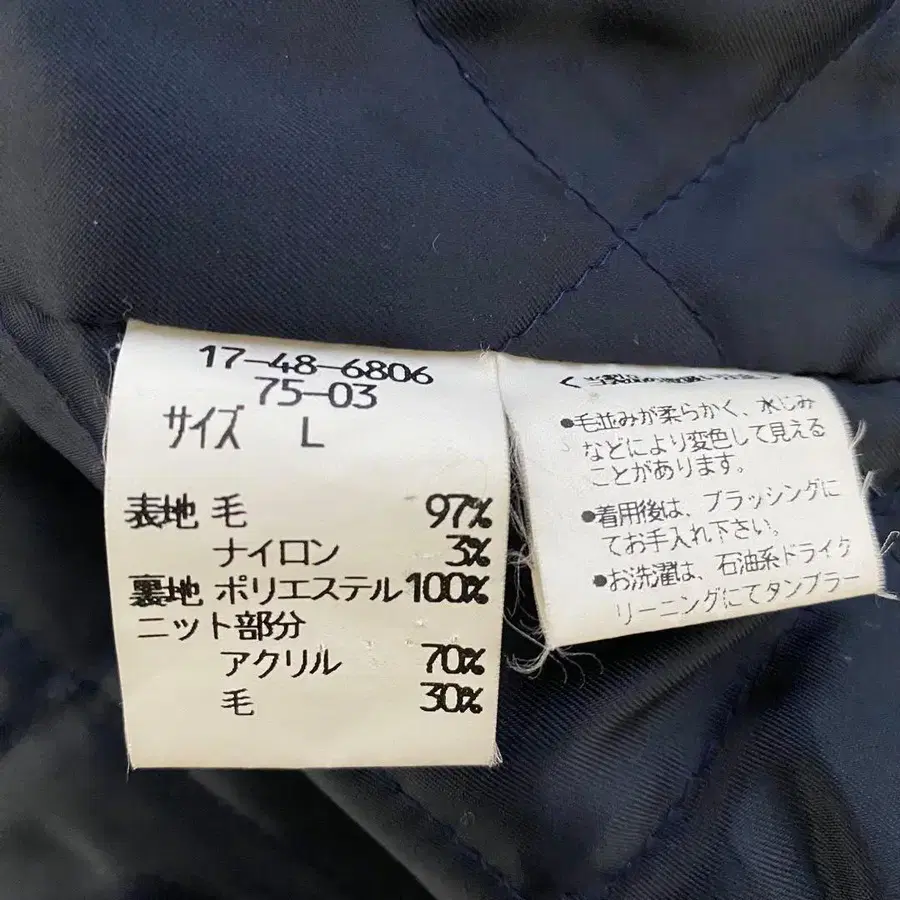 17-48-6806
75-03
サイズ L
表地 毛 97%
ナイロン 3%
裏地 ポリエステル 100%
ニット部分
アクリル 70%
毛 30%
●毛並みが柔らかく、水じみ
などにより変色して見える
ことがあります。
●着用後は、ブラッシングに
てお手入れ下さい。
●お洗濯は、石油系ドライク
リーニングにてタンブラー